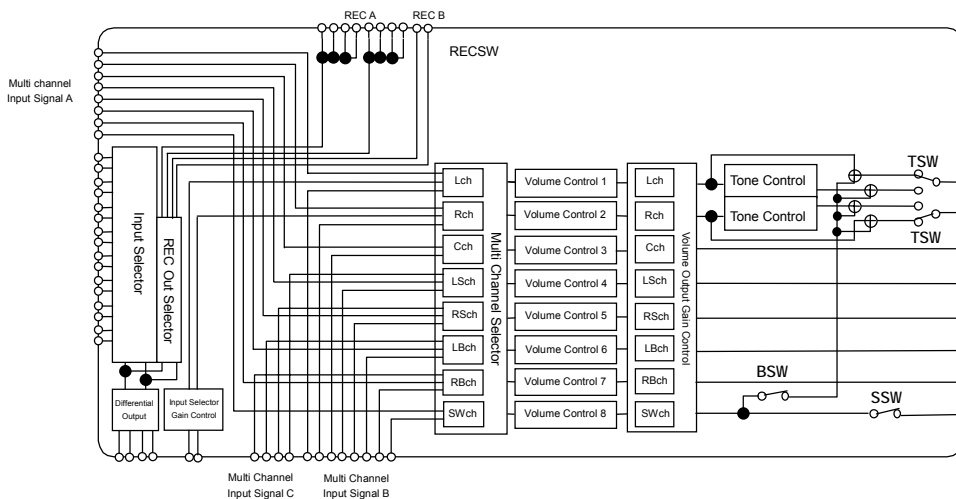 REC A
REC B
RECSW
Multi channel
Input Signal A
Input Selector
REC Out Selector
Lch
Rch
Cch
LSch
RSch
LBch
RBch
SWch
Multi Channel Selector
Volume Control 1
Volume Control 2
Volume Control 3
Volume Control 4
Volume Control 5
Volume Control 6
Volume Control 7
Volume Control 8
Lch
Rch
Cch
LSch
RSch
LBch
RBch
SWch
Volume Output Gain Control
Tone Control
Tone Control
TSW
TSW
BSW
SSW
Differential
Output
Input Selector
Gain Control
Multi Channel
Input Signal C
Multi Channel
Input Signal B